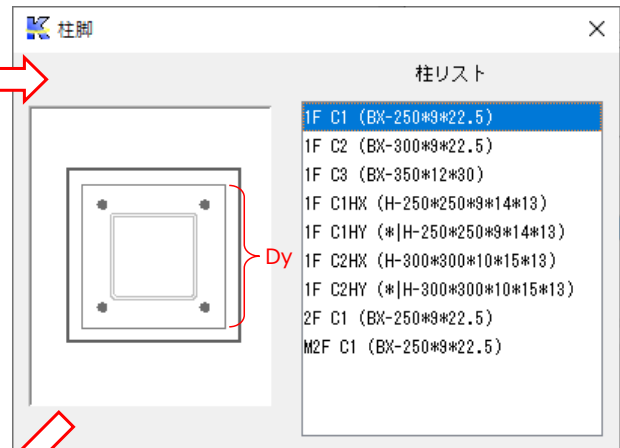 柱脚
柱リスト
1F C1 (BX-250*9*22.5)
1F C2 (BX-300*9*22.5)
1F C3 (BX-350*12*30)
1F C1HX (H-250*250*9*14*13)
1F C1HY (*|H-250*250*9*14*13)
1F C2HX (H-300*300*10*15*13)
1F C2HY (*|H-300*300*10*15*13)
2F C1 (BX-250*9*22.5)
M2F C1 (BX-250*9*22.5)
Dy